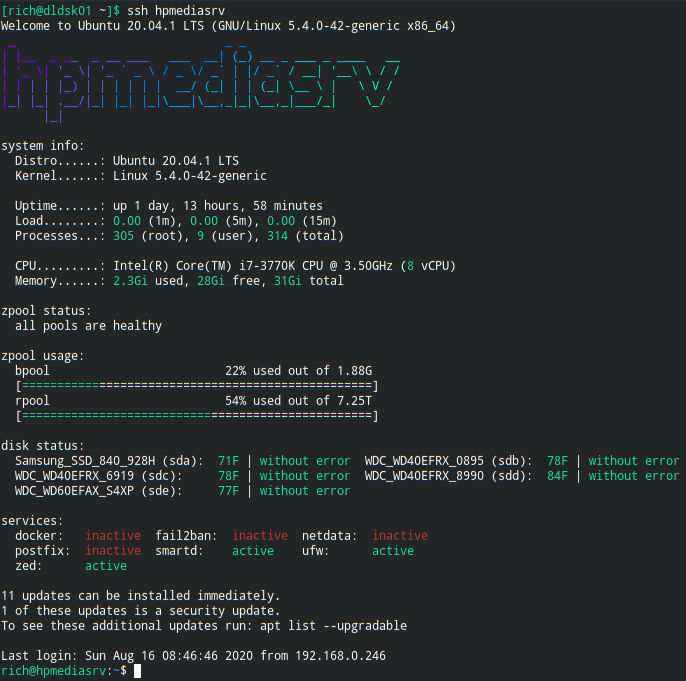 [rich@dldsk01 ~]$ ssh hpmediasrv
Welcome to Ubuntu 20.04.1 LTS (GNU/Linux 5.4.0-42-generic x86_64)
hpmediasrv
system info:
Distro......: Ubuntu 20.04.1 LTS
Kernel......: Linux 5.4.0-42-generic
Uptime......: up 1 day, 13 hours, 58 minutes
Load........: 0.00 (1m), 0.00 (5m), 0.00 (15m)
Processes...: 305 (root), 9 (user), 314 (total)
CPU.........: Intel(R) Core(TM) i7-3770K CPU @ 3.50GHz (8 vCPU)
Memory......: 2.3Gi used, 28Gi free, 31Gi total
zpool status:
all pools are healthy
zpool usage:
bpool 22% used out of 1.88G
[==================================================]
rpool 54% used out of 7.25T
[==================================================]
disk status:
Samsung_SSD_840_928H (sda): 71F | without error WDC_WD40EFRX_0895 (sdb): 78F | without error
WDC_WD40EFRX_6919 (sdc): 78F | without error WDC_WD40EFRX_8990 (sdd): 84F | without error
WDC_WD60EFAX_S4XP (sde): 77F | without error
services:
docker: inactive fail2ban: inactive netdata: inactive
postfix: inactive smartd: active ufw: active
zed: active
11 updates can be installed immediately.
1 of these updates is a security update.
To see these additional updates run: apt list --upgradable
Last login: Sun Aug 16 08:46:46 2020 from 192.168.0.246
rich@hpmediasrv:~$